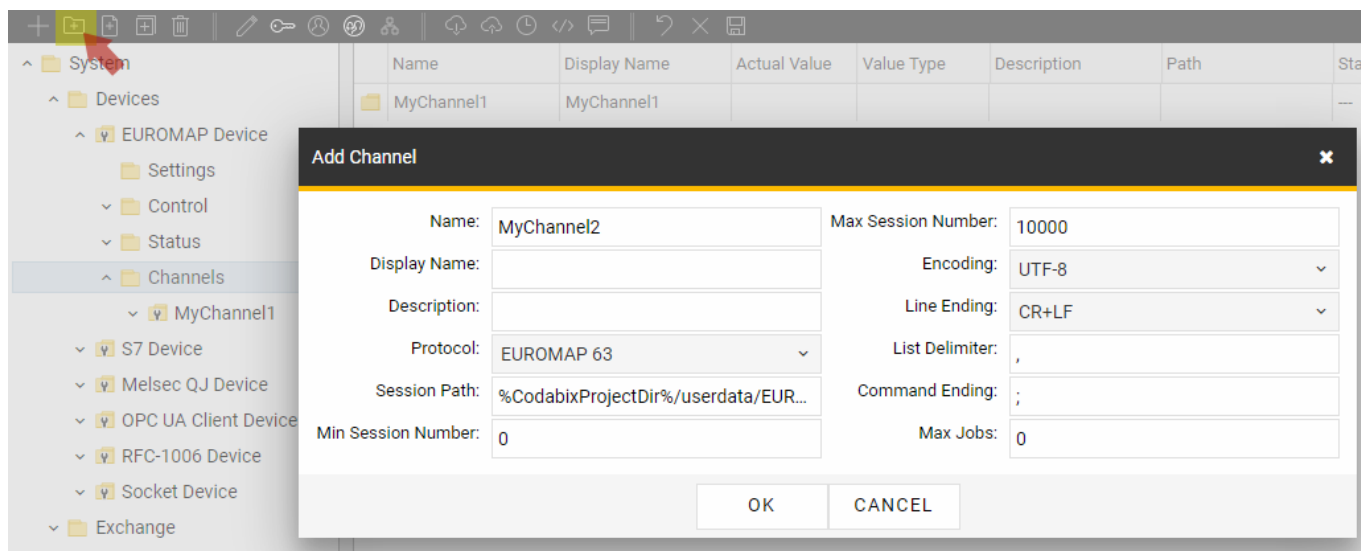 System
Devices
EUROMAP Device
Settings
Control
Status
Channels
MyChannel1
S7 Device
Melsec QJ Device
OPC UA Client Device
RFC-1006 Device
Socket Device
Exchange
Name Display Name Actual Value Value Type Description Path Sta
MyChannel1 MyChannel1 ---
Add Channel
Name: MyChannel2 Max Session Number: 10000
Display Name: Encoding: UTF-8
Description: Line Ending: CR+LF
Protocol: EUROMAP 63 List Delimiter: ,
Session Path: %CodabixProjectDir%/userdata/EUR... Command Ending: ;
Min Session Number: 0 Max Jobs: 0
OK CANCEL